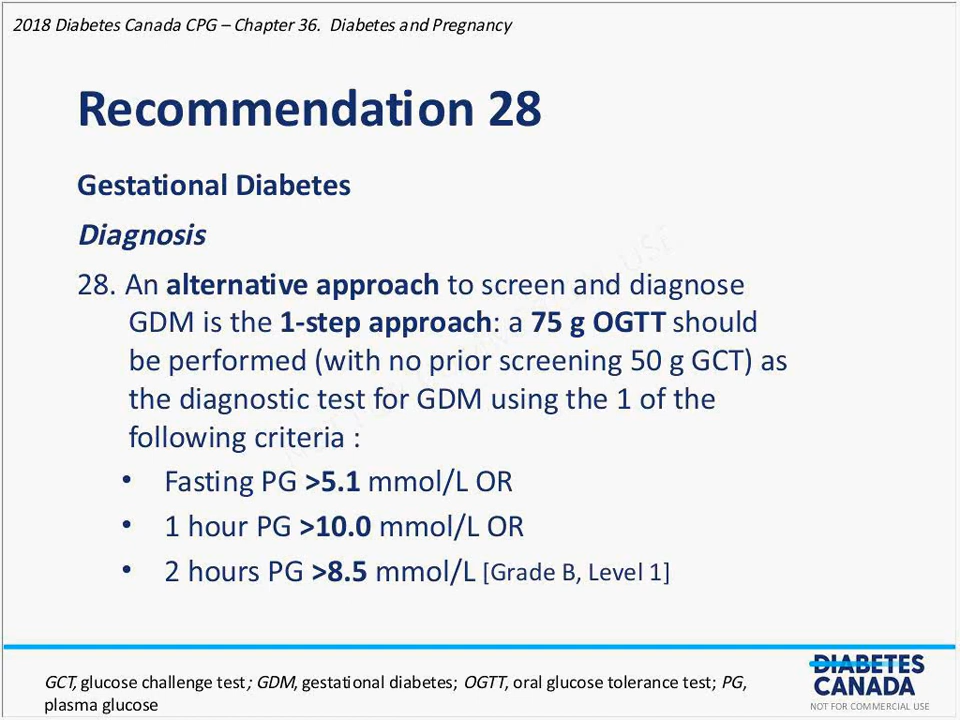 2018 Diabetes Canada CPG – Chapter 36. Diabetes and Pregnancy
Recommendation 28
Gestational Diabetes
Diagnosis
28. An alternative approach to screen and diagnose
GDM is the 1-step approach: a 75 g OGTT should
be performed (with no prior screening 50 g GCT) as
the diagnostic test for GDM using the 1 of the
following criteria :
• Fasting PG >5.1 mmol/L OR
• 1 hour PG >10.0 mmol/L OR
• 2 hours PG >8.5 mmol/L [Grade B, Level 1]
GCT, glucose challenge test; GDM, gestational diabetes; OGTT, oral glucose tolerance test; PG,
plasma glucose
DIABETES
CANADA
NOT FOR COMMERCIAL USE